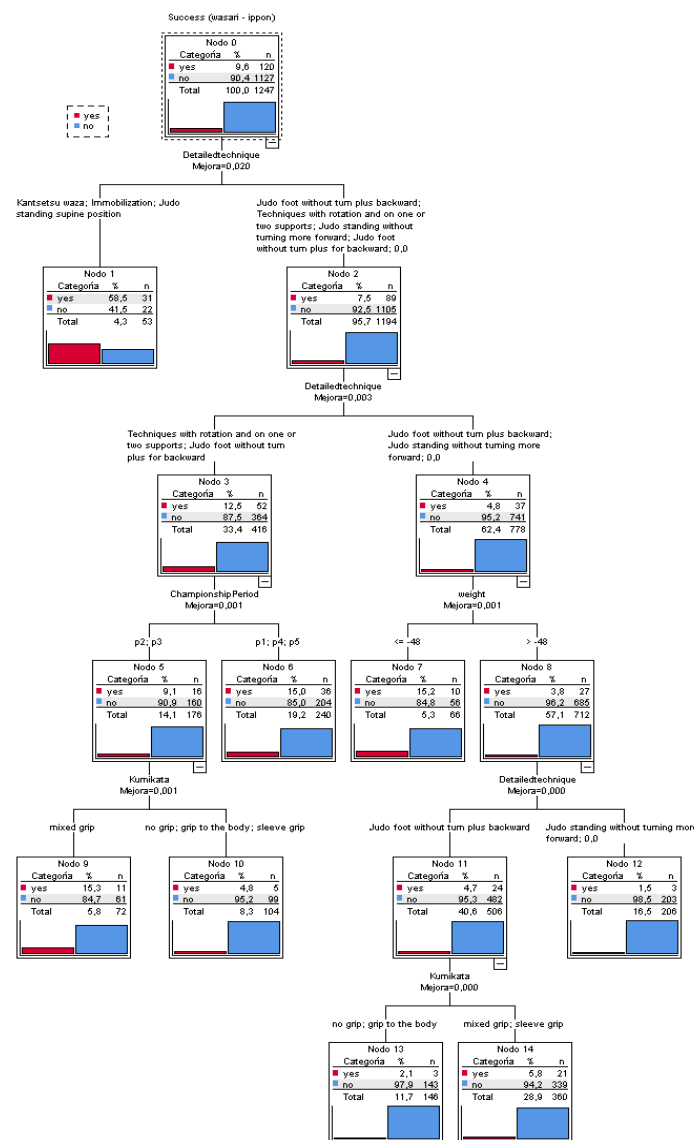 Success (wasari - ippon)
Nodo 0
Categoría % n
yes 9,6 120
no 90,4 1127
Total 100,0 1247
yes
no
Detailedtechnique
Mejora=0,020
Kantsetsu waza; Immobilization; Judo
standing supine position
Judo foot without turn plus backward;
Techniques with rotation and on one or
two supports; Judo standing without
turning more forward; Judo foot
without turn plus for backward; 0,0
Nodo 1
Categoría % n
yes 58,5 31
no 41,5 22
Total 4,3 53
Nodo 2
Categoría % n
yes 7,5 89
no 92,5 1105
Total 95,7 1194
Detailedtechnique
Mejora=0,003
Techniques with rotation and on one or
two supports; Judo foot without turn
plus for backward
Judo foot without turn plus backward;
Judo standing without turning more
forward; 0,0
Nodo 3
Categoría % n
yes 12,5 52
no 87,5 364
Total 33,4 416
Nodo 4
Categoría % n
yes 4,8 37
no 95,2 741
Total 62,4 778
ChampionshipPeriod
Mejora=0,001
weight
Mejora=0,001
p2; p3
p1; p4; p5
<= -48
> -48
Nodo 5
Categoría % n
yes 9,1 16
no 90,9 160
Total 14,1 176
Nodo 6
Categoría % n
yes 15,0 36
no 85,0 204
Total 19,2 240
Nodo 7
Categoría % n
yes 15,2 10
no 84,8 56
Total 5,3 66
Nodo 8
Categoría % n
yes 3,8 27
no 96,2 685
Total 57,1 712
Kumikata
Mejora=0,001
Detailedtechnique
Mejora=0,000
mixed grip
no grip; grip to the body; sleeve grip
Judo foot without turn plus backward
Judo standing without turning more
forward; 0,0
Nodo 9
Categoría % n
yes 15,3 11
no 84,7 61
Total 5,8 72
Nodo 10
Categoría % n
yes 4,8 5
no 95,2 99
Total 8,3 104
Nodo 11
Categoría % n
yes 4,7 24
no 95,3 482
Total 40,6 506
Nodo 12
Categoría % n
yes 1,5 3
no 98,5 203
Total 16,5 206
Kumikata
Mejora=0,000
no grip; grip to the body
mixed grip; sleeve grip
Nodo 13
Categoría % n
yes 2,1 3
no 97,9 143
Total 11,7 146
Nodo 14
Categoría % n
yes 5,8 21
no 94,2 339
Total 28,9 360